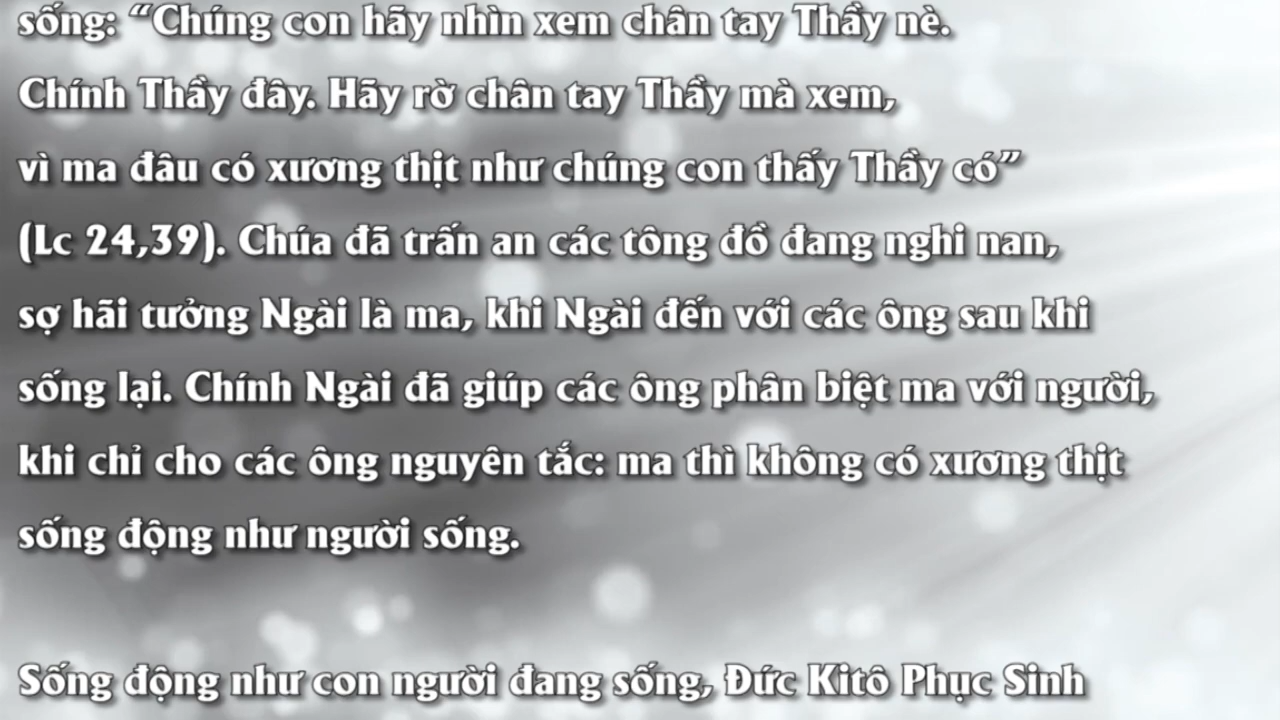 sống: “Chúng con hãy nhìn xem chân tay Thầy nè.
Chính Thầy đây. Hãy rờ chân tay Thầy mà xem,
vì ma đâu có xương thịt như chúng con thấy Thầy có”
(Lc 24,39). Chúa đã trấn an các tông đồ đang nghi nan,
sợ hãi tưởng Ngài là ma, khi Ngài đến với các ông sau khi
sống lại. Chính Ngài đã giúp các ông phân biệt ma với người,
khi chỉ cho các ông nguyên tắc: ma thì không có xương thịt
sống động như người sống.
Sống động như con người đang sống, Đức Kitô Phục Sinh